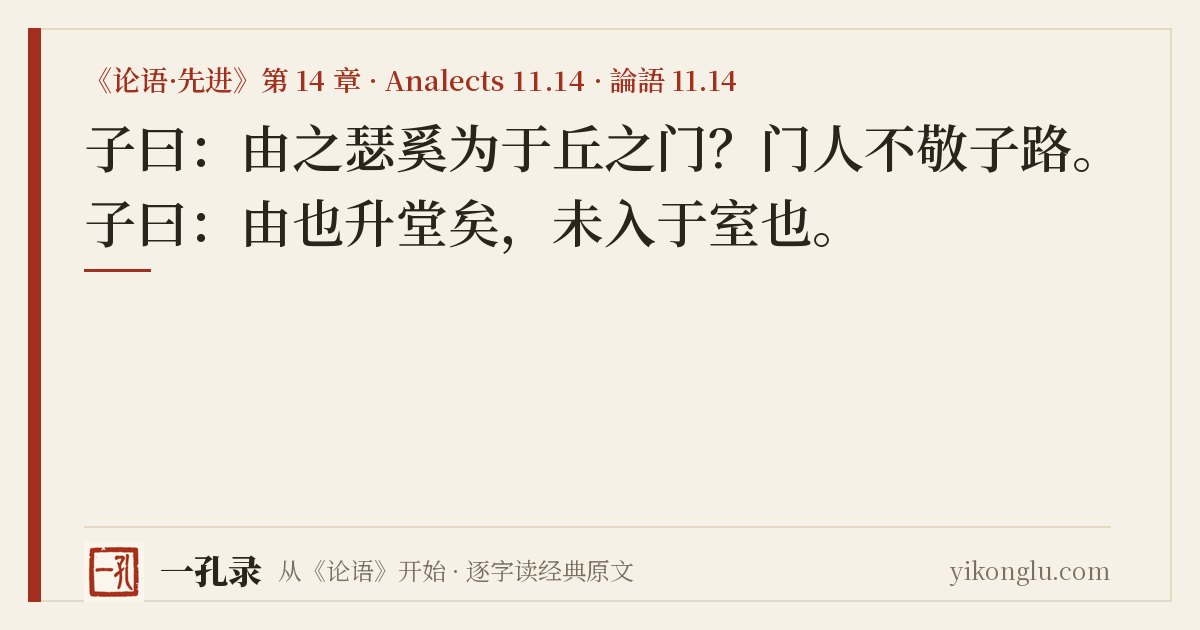 《论语·先进》第 14 章 · Analects 11.14 · 論語 11.14
子曰：由之瑟奚为于丘之门？门人不敬子路。
子曰：由也升堂矣，未入于室也。
一孔
一孔录 从《论语》开始 · 逐字读经典原文 yikonglu.com